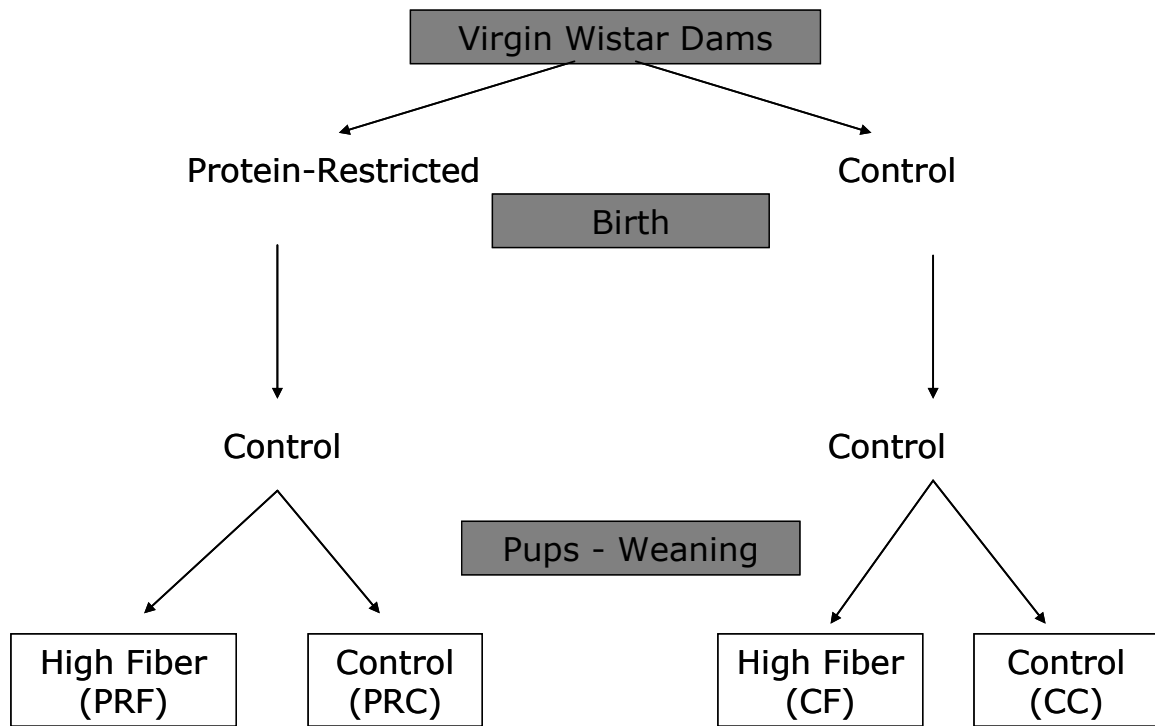 Virgin Wistar Dams
Protein-Restricted
Control
Birth
Control
Control
Pups - Weaning
High Fiber
(PRF)
Control
(PRC)
High Fiber
(CF)
Control
(CC)